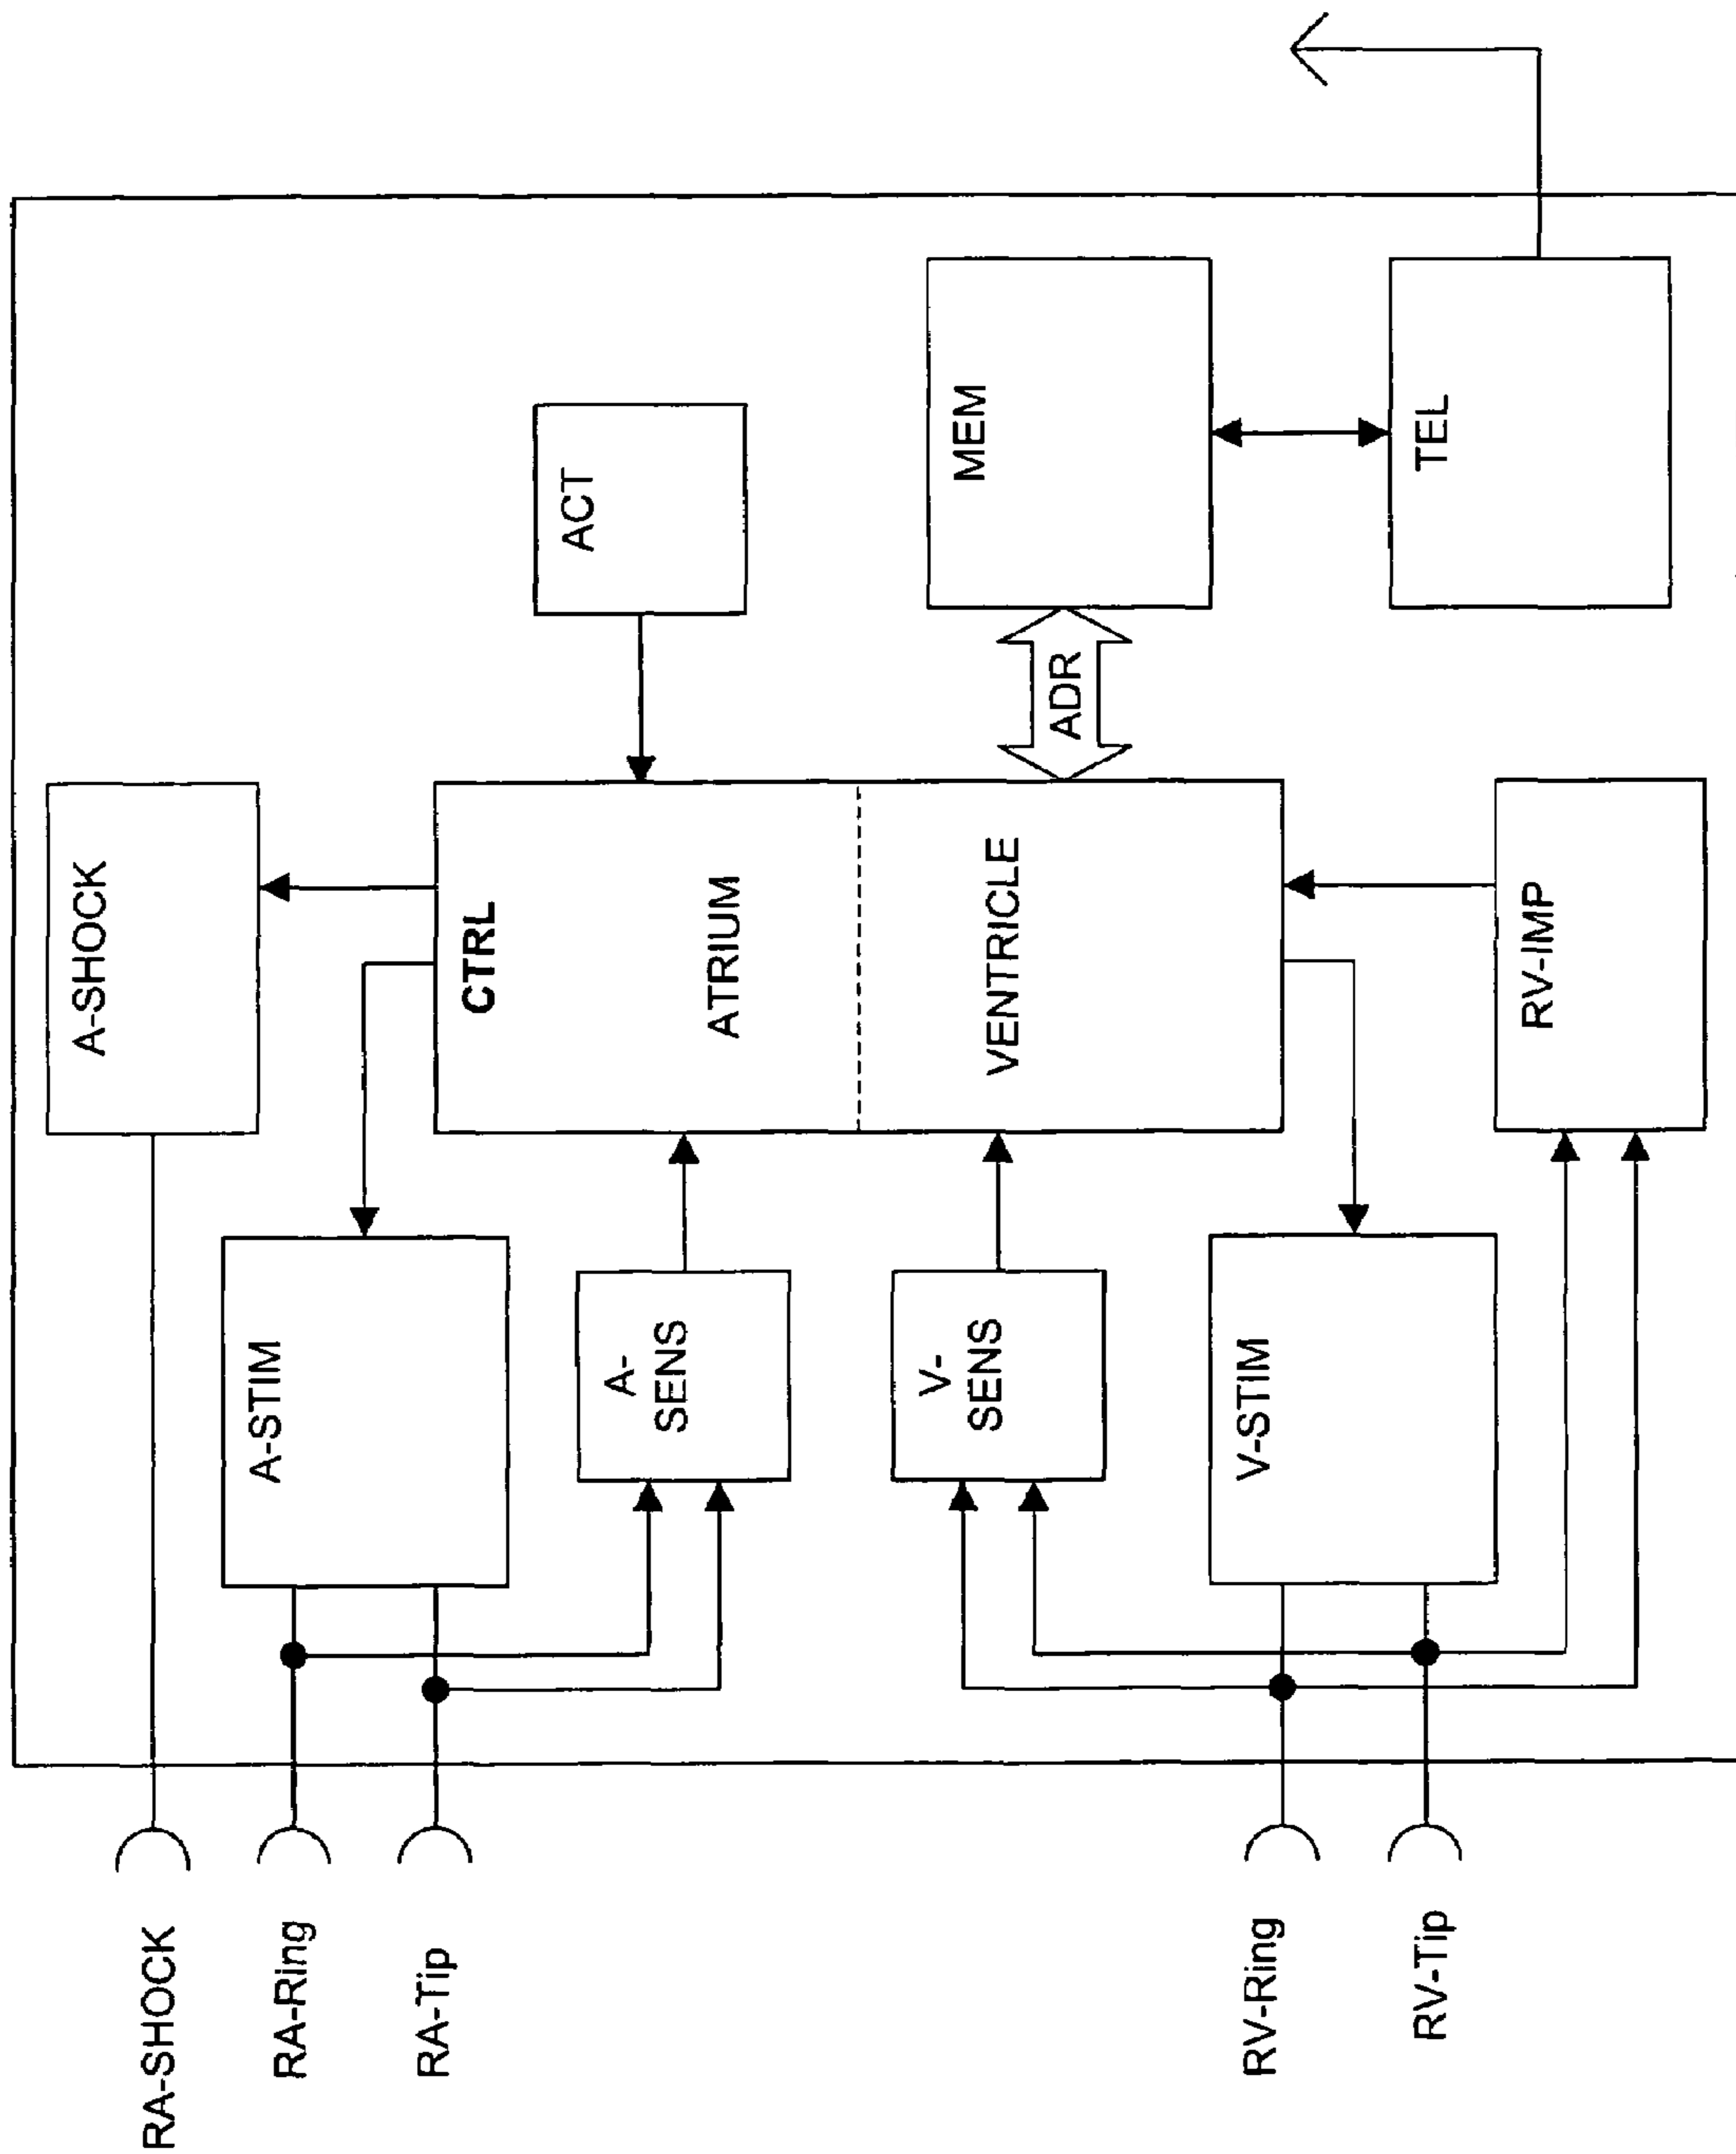 RA-SHOCK
RA-Ring
RA-Tip
RV-Ring
RV-Tip
A-SHOCK
A-STIM
A-
SENS
V-
SENS
V-STIM
CTRL
ATRIUM
VENTRICLE
RV-IMP
ACT
ADR
MEM
TEL